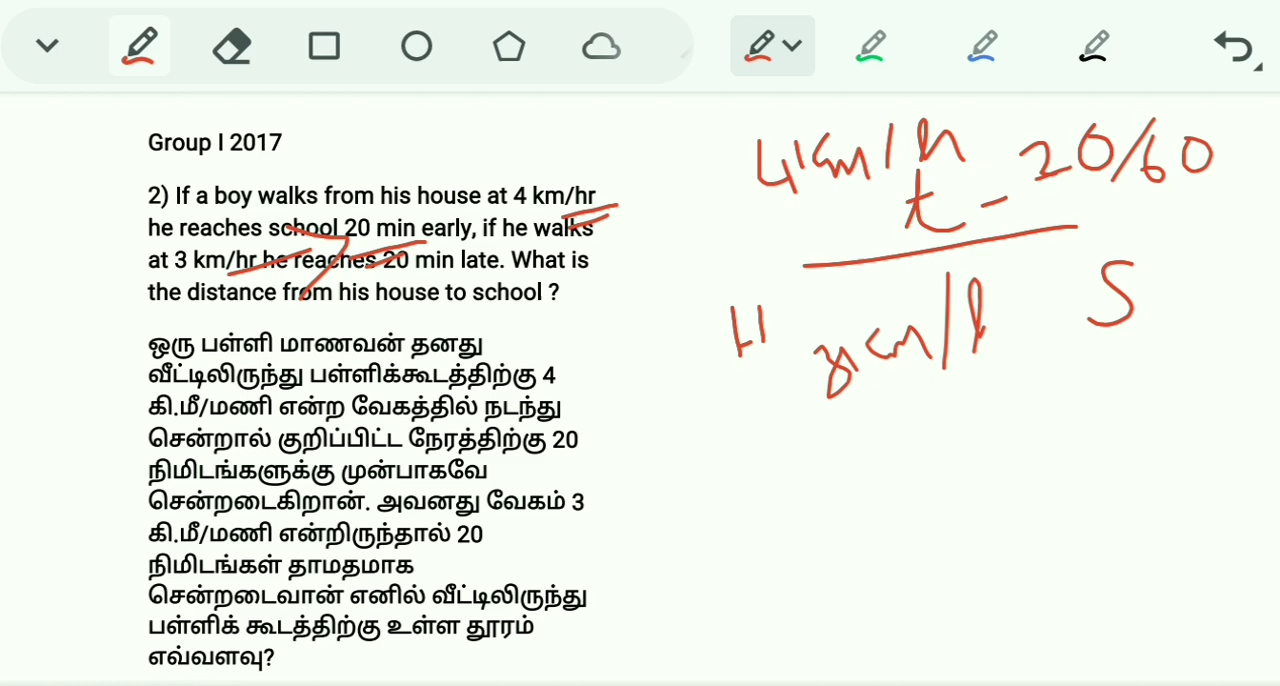 Group I 2017
2) If a boy walks from his house at 4 km/hr
he reaches school 20 min early, if he walks
at 3 km/hr he reaches 20 min late. What is
the distance from his house to school ?
ஒரு பள்ளி மாணவன் தனது
வீட்டிலிருந்து பள்ளிக்கூடத்திற்கு 4
கி.மீ/மணி என்ற வேகத்தில் நடந்து
சென்றால் குறிப்பிட்ட நேரத்திற்கு 20
நிமிடங்களுக்கு முன்பாகவே
சென்றடைகிறான். அவனது வேகம் 3
கி.மீ/மணி என்றிருந்தால் 20
நிமிடங்கள் தாமதமாக
சென்றடைவான் எனில் வீட்டிலிருந்து
பள்ளிக் கூடத்திற்கு உள்ள தூரம்
எவ்வளவு?
4km/h
t - 20/60
S